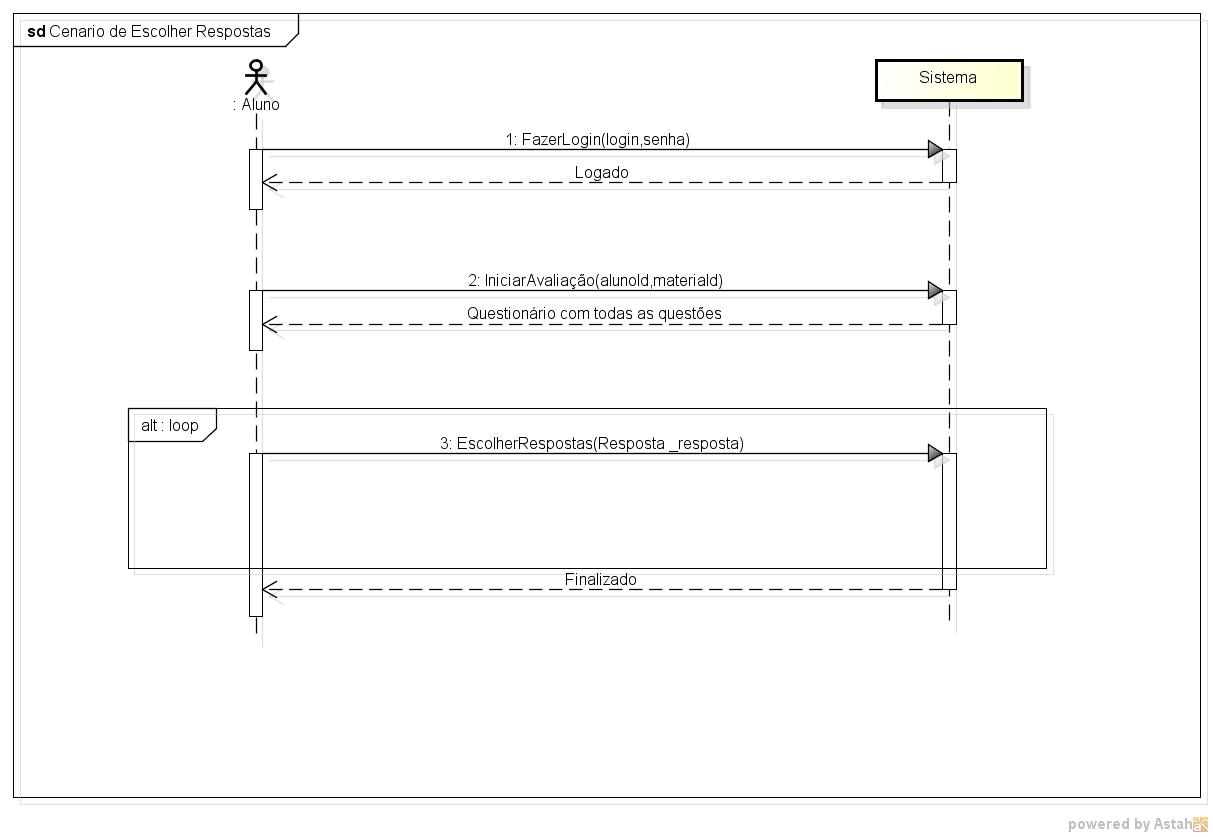 sd Cenario de Escolher Respostas
: Aluno
Sistema
1: FazerLogin(login,senha)
Logado
2: IniciarAvaliação(alunoId,materiaId)
Questionário com todas as questões
alt : loop
3: EscolherRespostas(Resposta _resposta)
Finalizado
powered by Astah